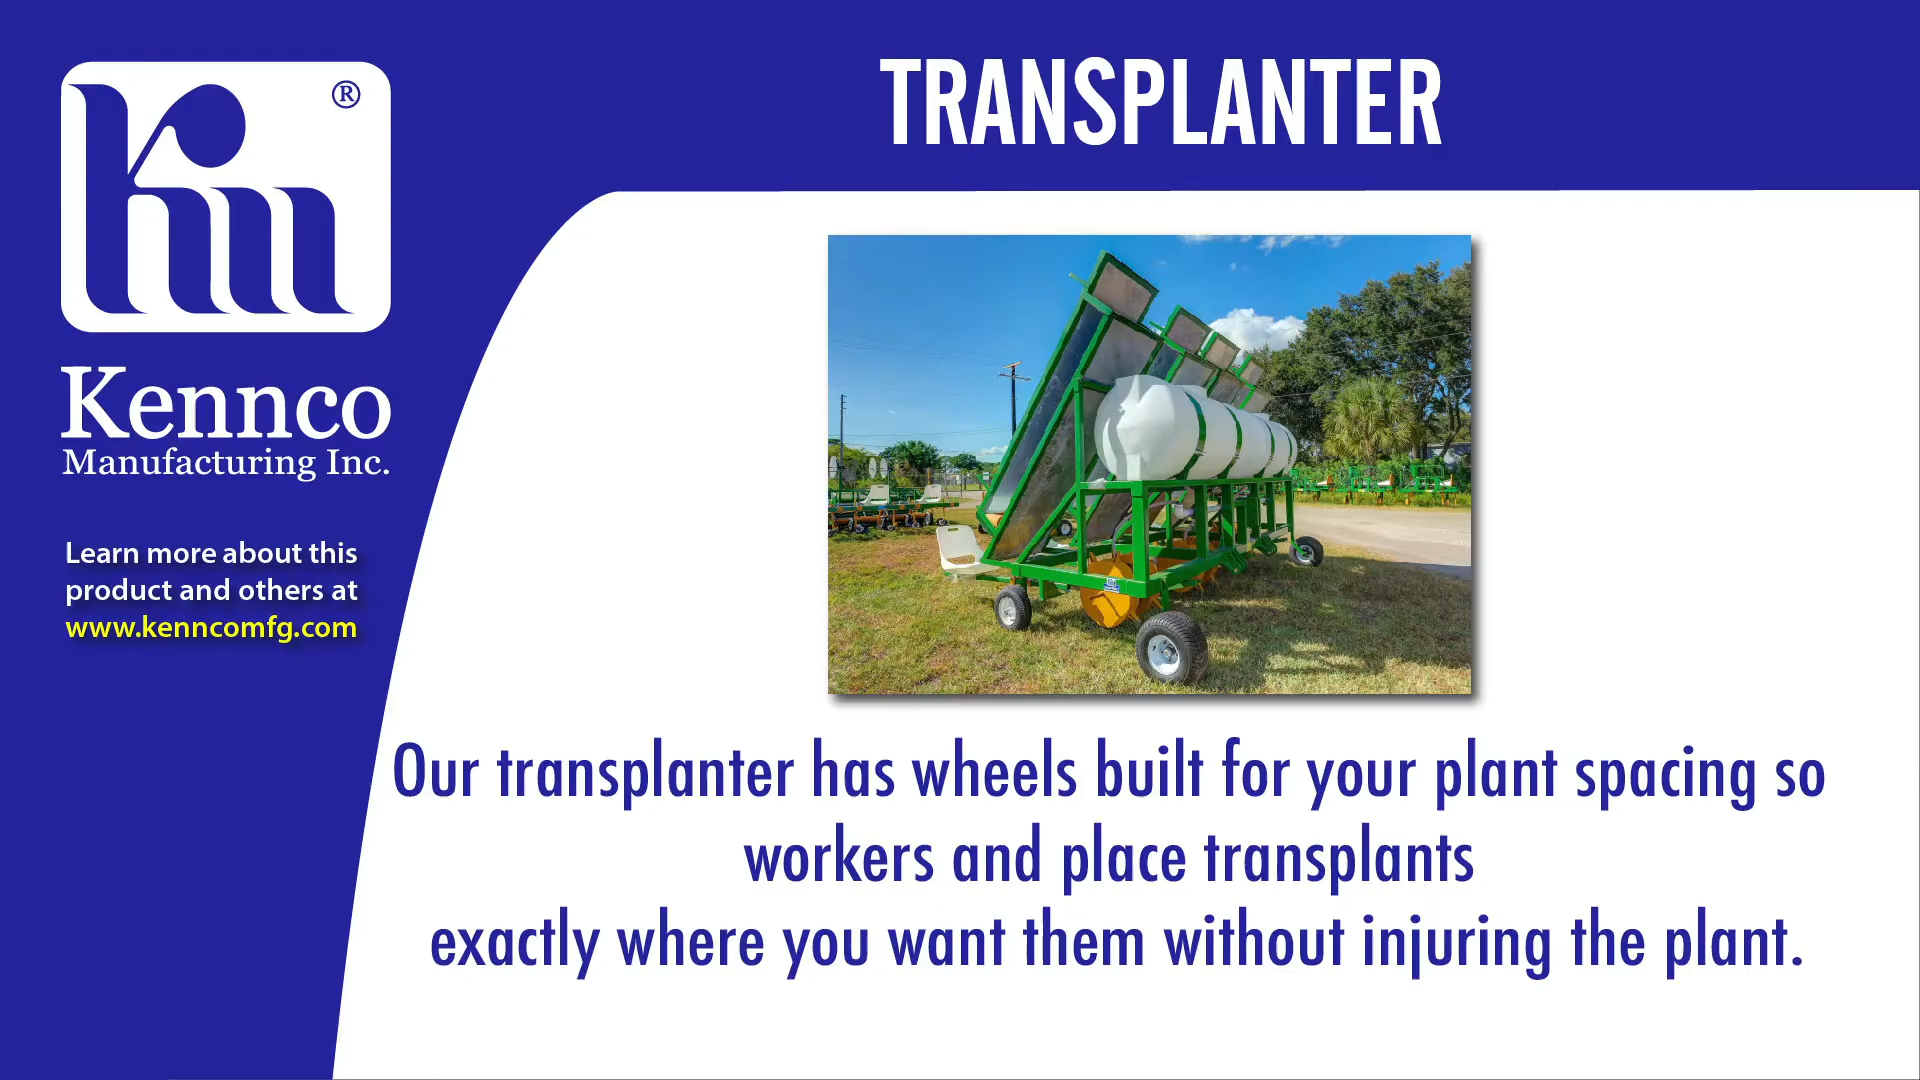 TRANSPLANTER
km ®
Kennco
Manufacturing Inc.
Learn more about this
product and others at
www.kenncomfg.com
Our transplanter has wheels built for your plant spacing so
workers and place transplants
exactly where you want them without injuring the plant.